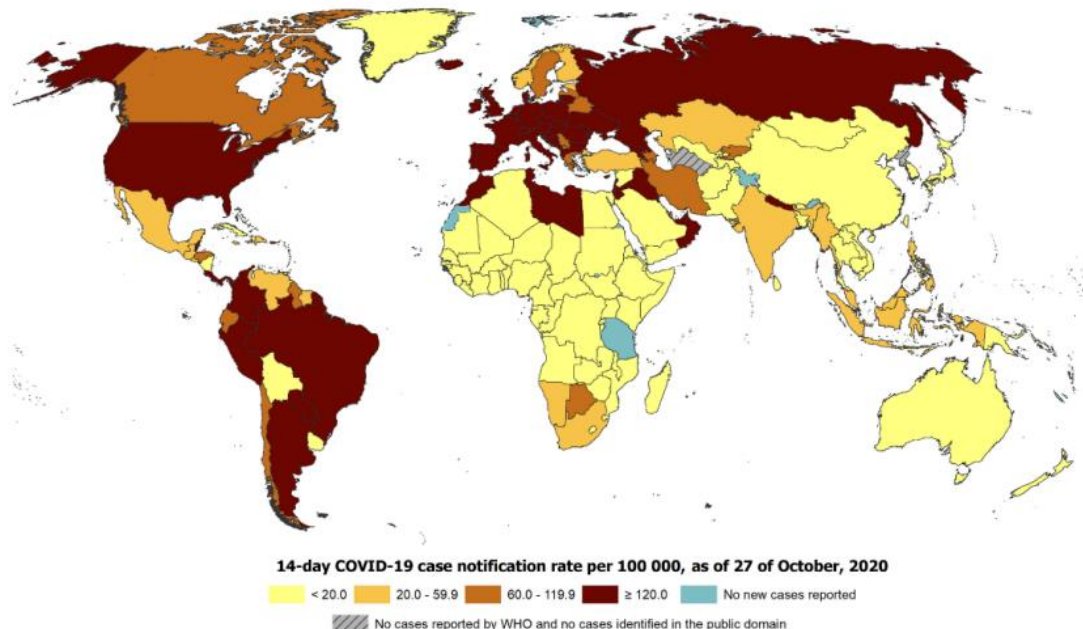 14-day COVID-19 case notification rate per 100 000, as of 27 of October, 2020
< 20.0 20.0 - 59.9 60.0 - 119.9 ≥ 120.0 No new cases reported
No cases reported by WHO and no cases identified in the public domain